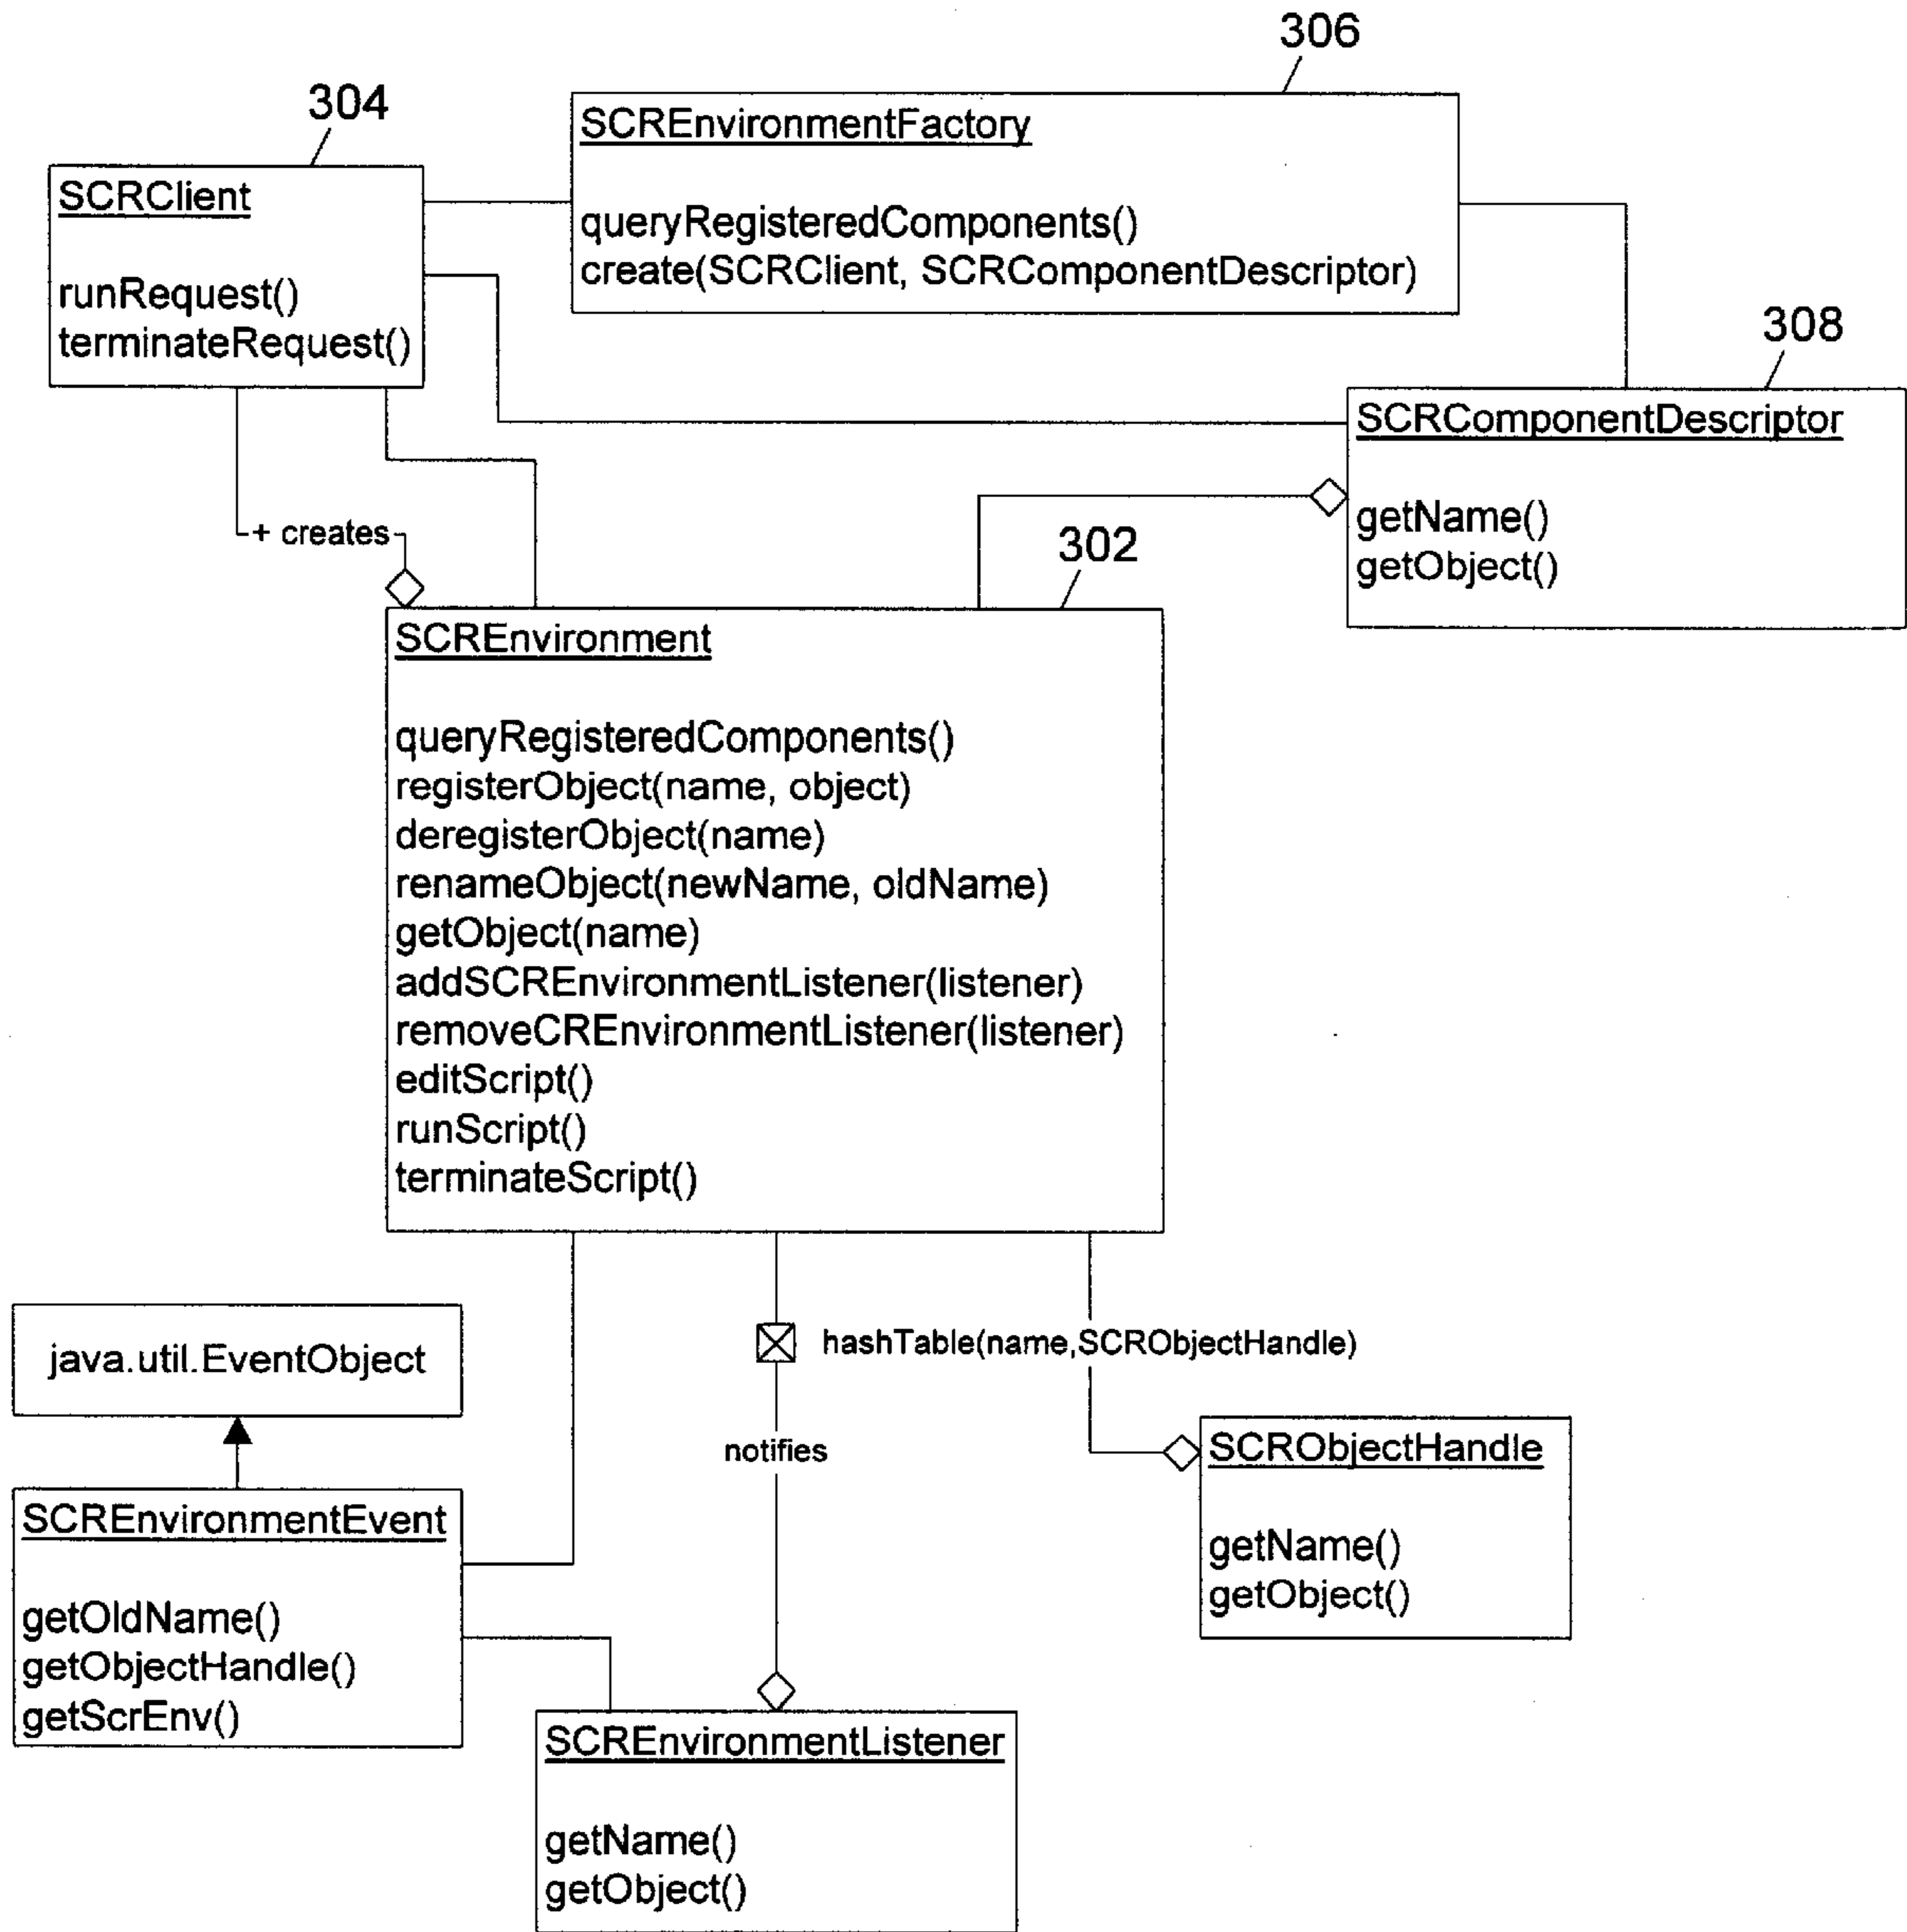 306
304
SCREnvironmentFactory
queryRegisteredComponents()
create(SCRClient, SCRComponentDescriptor)
SCRClient
runRequest()
terminateRequest()
308
SCRComponentDescriptor
getName()
getObject()
+ creates
302
SCREnvironment
queryRegisteredComponents()
registerObject(name, object)
deregisterObject(name)
renameObject(newName, oldName)
getObject(name)
addSCREnvironmentListener(listener)
removeCREnvironmentListener(listener)
editScript()
runScript()
terminateScript()
java.util.EventObject
hashTable(name,SCRObjectHandle)
notifies
SCRObjectHandle
getName()
getObject()
SCREnvironmentEvent
getOldName()
getObjectHandle()
getScrEnv()
SCREnvironmentListener
getName()
getObject()